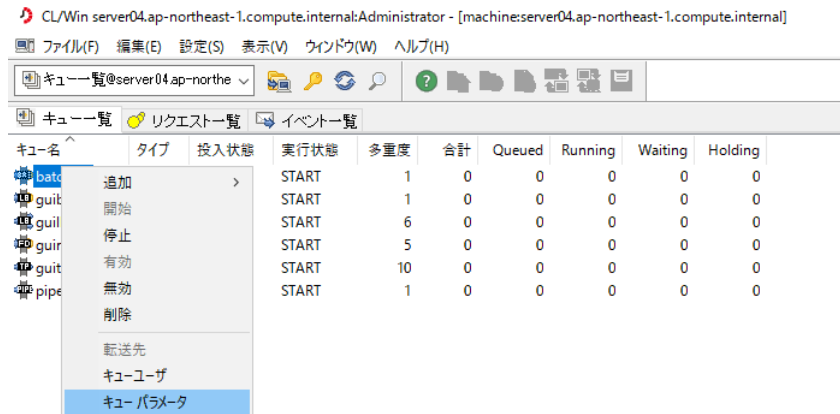 CL/Win server04.ap-northeast-1.compute.internal:Administrator - [machine:server04.ap-northeast-1.compute.internal]
ファイル(F) 編集(E) 設定(S) 表示(V) ウインドウ(W) ヘルプ(H)
キュー一覧@server04.ap-northe
キュー一覧 リクエスト一覧 イベント一覧
キュー名 タイプ 投入状態 実行状態 多重度 合計 Queued Running Waiting Holding
START 1 0 0 0 0 0
START 1 0 0 0 0 0
START 6 0 0 0 0 0
START 5 0 0 0 0 0
START 10 0 0 0 0 0
pipe START 1 0 0 0 0 0
追加
開始
停止
有効
無効
削除
転送先
キューユーザ
キュー パラメータ